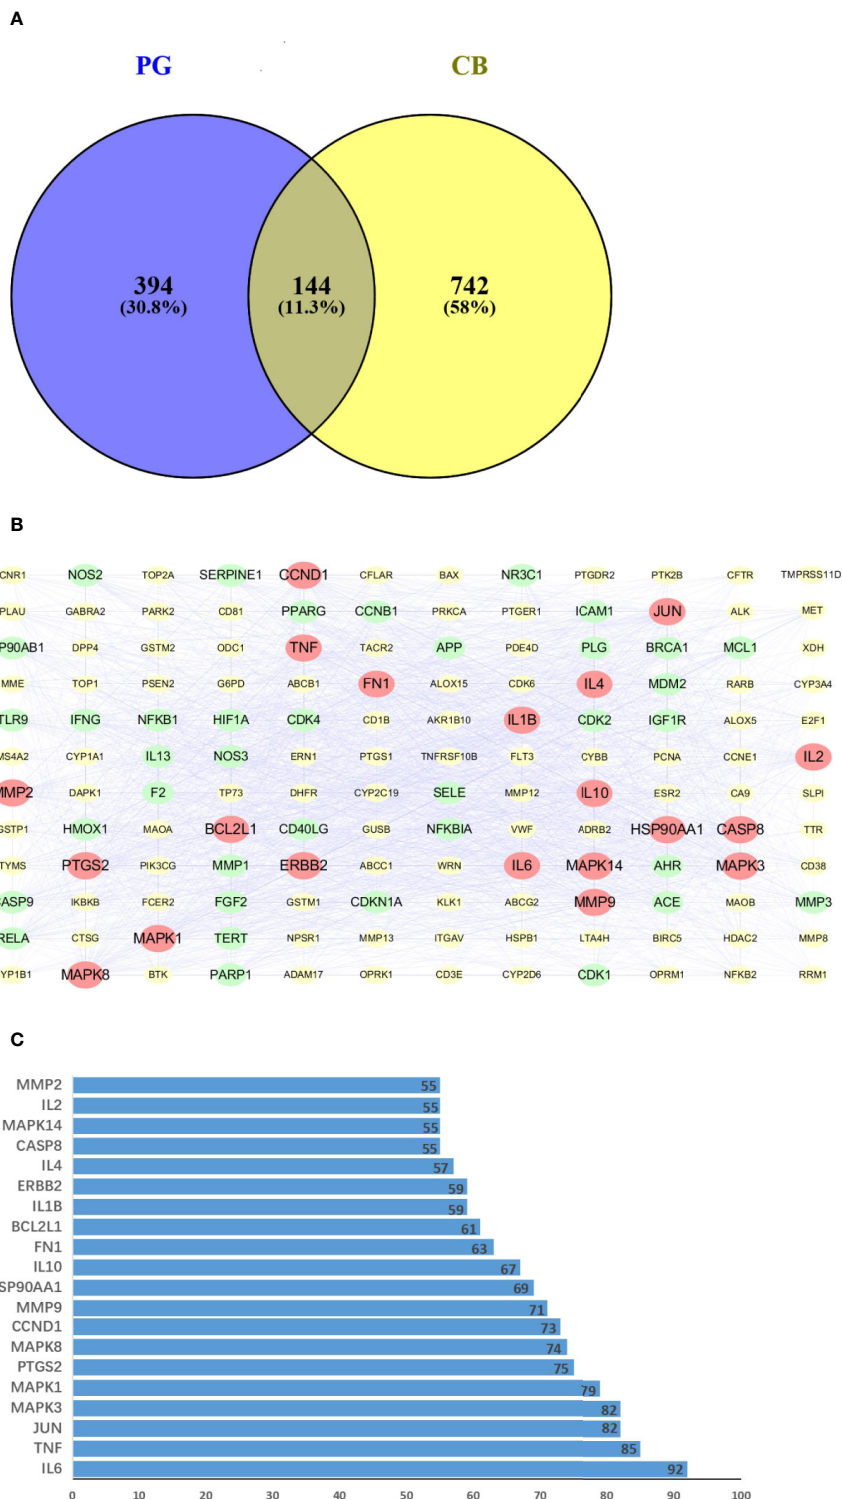 A
PG CB
394 144 742
(30.8%) (11.3%) (58%)
B
CNR1 NOS2 TOP2A SERPINE1 CCND1 CFLAR BAX NR3C1 PTGDR2 PTK2B CFTR TMPRSS11D
PLAU GABRA2 PARK2 CD81 PPARG CCNB1 PRKCA PTGER1 ICAM1 JUN ALK MET
P90AB1 DPP4 GSTM2 ODC1 TNF TACR2 APP PDE4D PLG BRCA1 MCL1 XDH
MME TOP1 PSEN2 G6PD ABCB1 FN1 ALOX15 CDK6 IL4 MDM2 RARB CYP3A4
TLR9 IFNG NFKB1 HIF1A CDK4 CD1B AKR1B10 IL1B CDK2 IGF1R ALOX5 E2F1
MS4A2 CYP1A1 IL13 NOS3 ERN1 PTGS1 TNFRSF10B FLT3 CYBB PCNA CCNE1 IL2
MMP2 DAPK1 F2 TP73 DHFR CYP2C19 SELE MMP12 IL10 ESR2 CA9 SLPI
GSTP1 HMOX1 MAOA BCL2L1 CD40LG GUSB NFKBIA VWF ADRB2 HSP90AA1 CASP8 TTR
TYMS PTGS2 PIK3CG MMP1 ERBB2 ABCC1 WRN IL6 MAPK14 AHR MAPK3 CD38
CASP9 IKBKB FCER2 FGF2 GSTM1 CDKN1A KLK1 ABCG2 MMP9 ACE MAOB MMP3
RELA CTSG MAPK1 TERT NPSR1 MMP13 ITGAV HSPB1 LTA4H BIRC5 HDAC2 MMP8
YP1B1 MAPK8 BTK PARP1 ADAM17 OPRK1 CD3E CYP2D6 CDK1 OPRM1 NFKB2 RRM1
C
MMP2 55
IL2 55
MAPK14 55
CASP8 55
IL4 57
ERBB2 59
IL1B 59
BCL2L1 61
FN1 63
IL10 67
SP90AA1 69
MMP9 71
CCND1 73
MAPK8 74
PTGS2 75
MAPK1 79
MAPK3 82
JUN 82
TNF 85
IL6 92
0 10 20 30 40 50 60 70 80 90 100